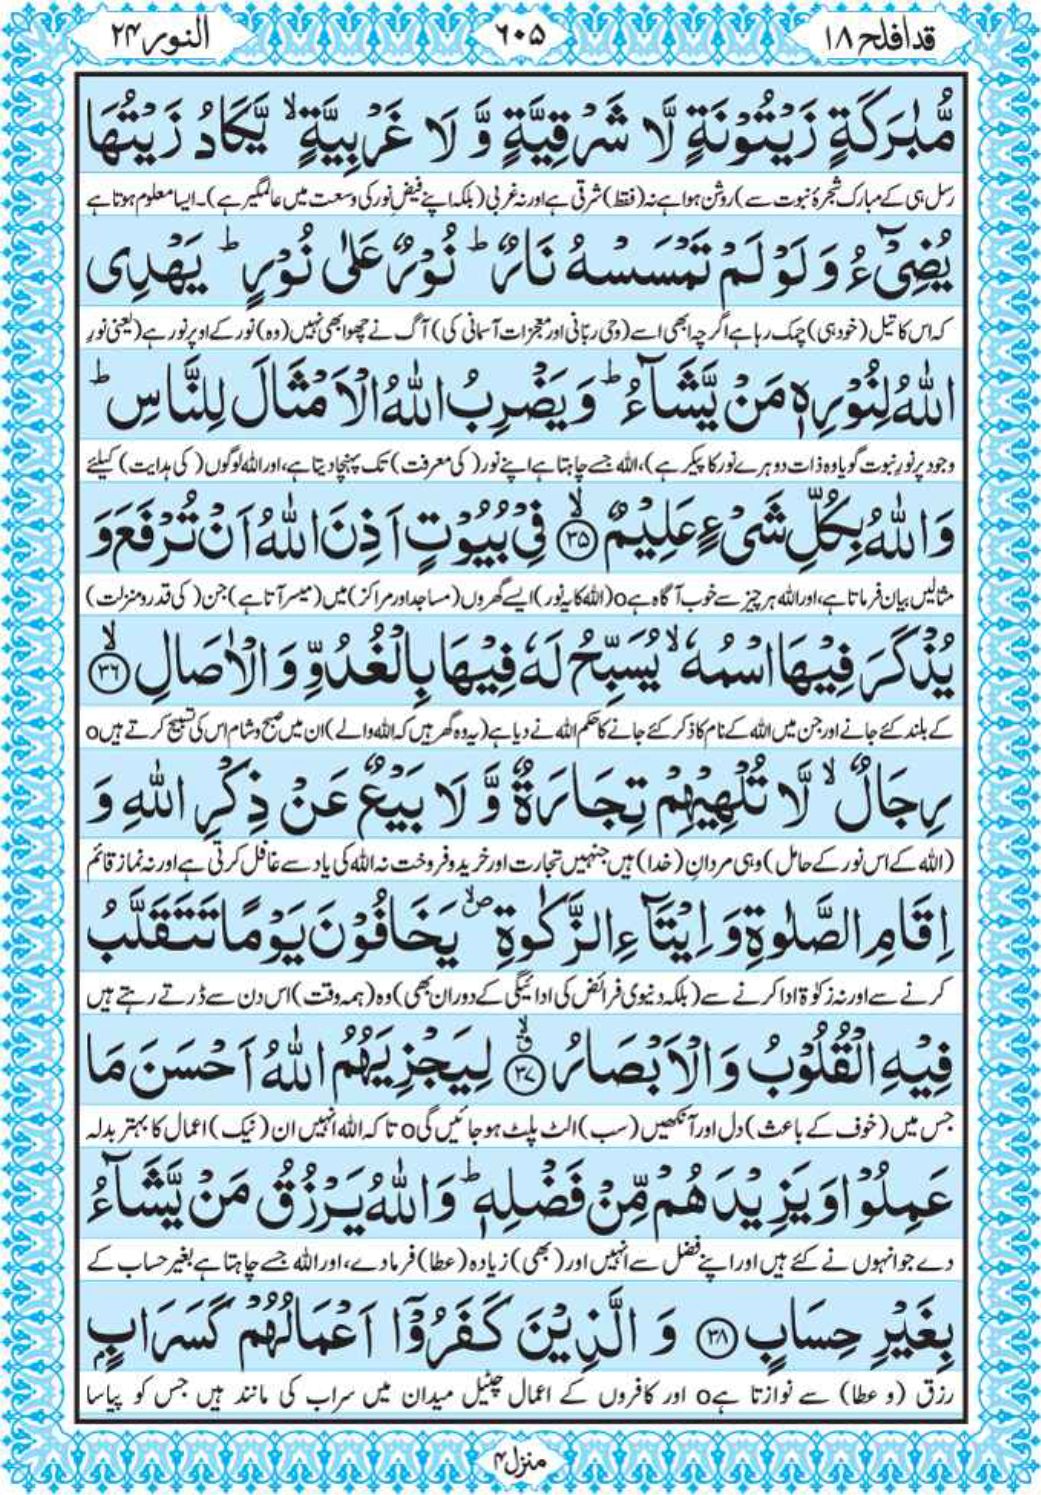 قد افلح ١٨
٦٠٥
النور ٢٤
مُّبٰرَكَةٍ زَيْتُوْنَةٍ لَّا شَرْقِيَّةٍ وَّ لَا غَرْبِيَّةٍ ۙ يَّكَادُ زَيْتُهَا
رسل ہی کے مبارک شجرۂ نبوت سے) روشن ہوا ہے نہ (فقط) شرقی ہے اور نہ غربی (بلکہ اپنے فیضِ نور کی وسعت میں عالمگیر ہے)۔ ایسا معلوم ہوتا ہے
يُضِيْٓءُ وَ لَوْ لَمْ تَمْسَسْهُ نَارٌ ؕ نُوْرٌ عَلٰى نُوْرٍ ؕ يَهْدِى
کہ اس کا تیل (خود ہی) چمک رہا ہے اگرچہ ابھی اسے (وحی ربّانی اور معجزات آسمانی کی) آگ نے چھوا بھی نہیں (وہ) نور کے اوپر نور ہے (یعنی نورِ
اللّٰهُ لِنُوْرِهٖ مَنْ يَّشَآءُ ؕ وَ يَضْرِبُ اللّٰهُ الْاَمْثَالَ لِلنَّاسِ ؕ
وجود پر نورِ نبوت گویا وہ ذات دوہرے نور کا پیکر ہے)، اللہ جسے چاہتا ہے اپنے نور (کی معرفت) تک پہنچا دیتا ہے، اور اللہ لوگوں (کی ہدایت) کیلئے
وَ اللّٰهُ بِكُلِّ شَىْءٍ عَلِيْمٌ ۙ﴿٣٥﴾ فِيْ بُيُوْتٍ اَذِنَ اللّٰهُ اَنْ تُرْفَعَ وَ
مثالیں بیان فرماتا ہے، اور اللہ ہر چیز سے خوب آگاہ ہے o (اللہ کا یہ نور) ایسے گھروں (مساجد اور مراکز) میں (میسر آتا ہے) جن (کی قدر و منزلت)
يُذْكَرَ فِيْهَا اسْمُهٗ ۙ يُسَبِّحُ لَهٗ فِيْهَا بِالْغُدُوِّ وَ الْاٰصَالِ ۙ﴿٣٦﴾
کے بلند کئے جانے اور جن میں اللہ کے نام کا ذکر کئے جانے کا حکم اللہ نے دیا ہے (یہ وہ گھر ہیں کہ اللہ والے) ان میں صبح و شام اس کی تسبیح کرتے ہیں o
رِجَالٌ ۙ لَّا تُلْهِيْهِمْ تِجَارَةٌ وَّ لَا بَيْعٌ عَنْ ذِكْرِ اللّٰهِ وَ
(اللہ کے اس نور کے حامل) وہی مردانِ (خدا) ہیں جنہیں تجارت اور خرید و فروخت نہ اللہ کی یاد سے غافل کرتی ہے اور نہ نماز قائم
اِقَامِ الصَّلٰوةِ وَ اِيْتَآءِ الزَّكٰوةِ ۪ۙ يَخَافُوْنَ يَوْمًا تَتَقَلَّبُ
کرنے سے اور نہ زکوٰۃ ادا کرنے سے (بلکہ دنیوی فرائض کی ادائیگی کے دوران بھی) وہ (ہمہ وقت) اس دن سے ڈرتے رہتے ہیں
فِيْهِ الْقُلُوْبُ وَ الْاَبْصَارُ ۙ﴿٣٧﴾ لِيَجْزِيَهُمُ اللّٰهُ اَحْسَنَ مَا
جس میں (خوف کے باعث) دل اور آنکھیں (سب) الٹ پلٹ ہو جائیں گی o تاکہ اللہ انہیں ان (نیک) اعمال کا بہتر بدلہ
عَمِلُوْا وَ يَزِيْدَهُمْ مِّنْ فَضْلِهٖ ؕ وَ اللّٰهُ يَرْزُقُ مَنْ يَّشَآءُ
دے جو انہوں نے کئے ہیں اور اپنے فضل سے انہیں اور (بھی) زیادہ (عطا) فرما دے، اور اللہ جسے چاہتا ہے بغیر حساب کے
بِغَيْرِ حِسَابٍ ﴿٣٨﴾ وَ الَّذِيْنَ كَفَرُوْٓا اَعْمَالُهُمْ كَسَرَابٍۭ
رزق (و عطا) سے نوازتا ہے o اور کافروں کے اعمال چٹیل میدان میں سراب کی مانند ہیں جس کو پیاسا
منزل ٤